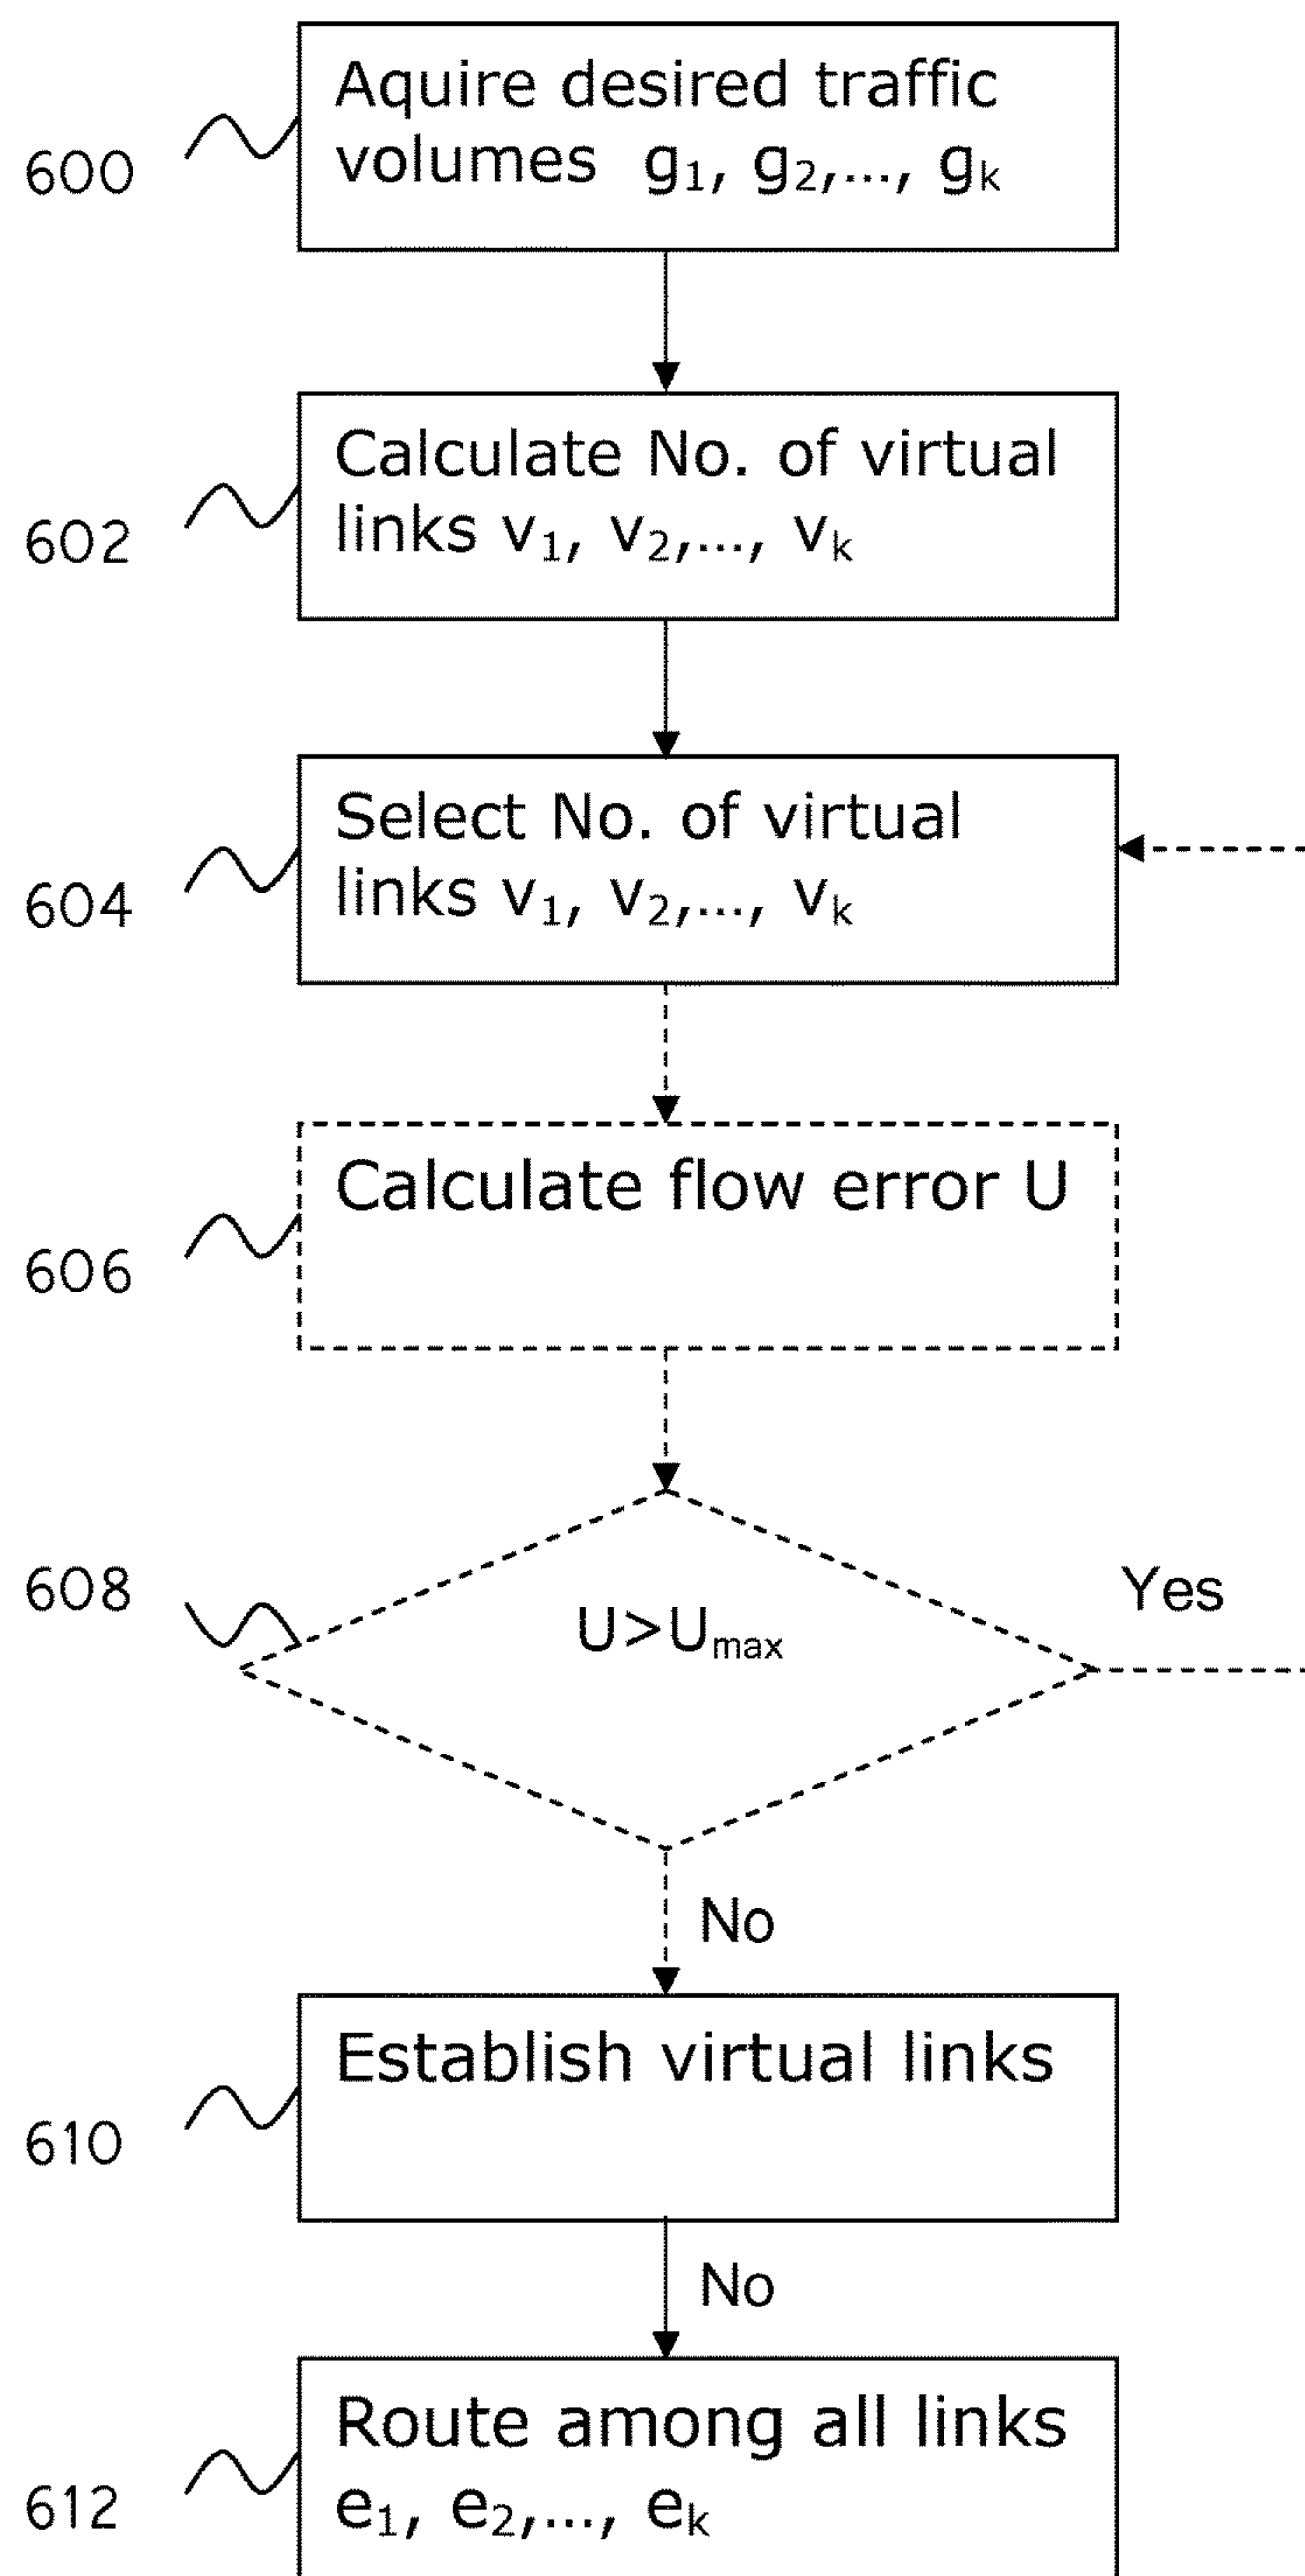 Aquire desired traffic
volumes g₁, g₂,..., gₖ
600
Calculate No. of virtual
links v₁, v₂,..., vₖ
602
Select No. of virtual
links v₁, v₂,..., vₖ
604
Calculate flow error U
606
608
U>Umax
Yes
No
Establish virtual links
610
No
Route among all links
e₁, e₂,..., eₖ
612